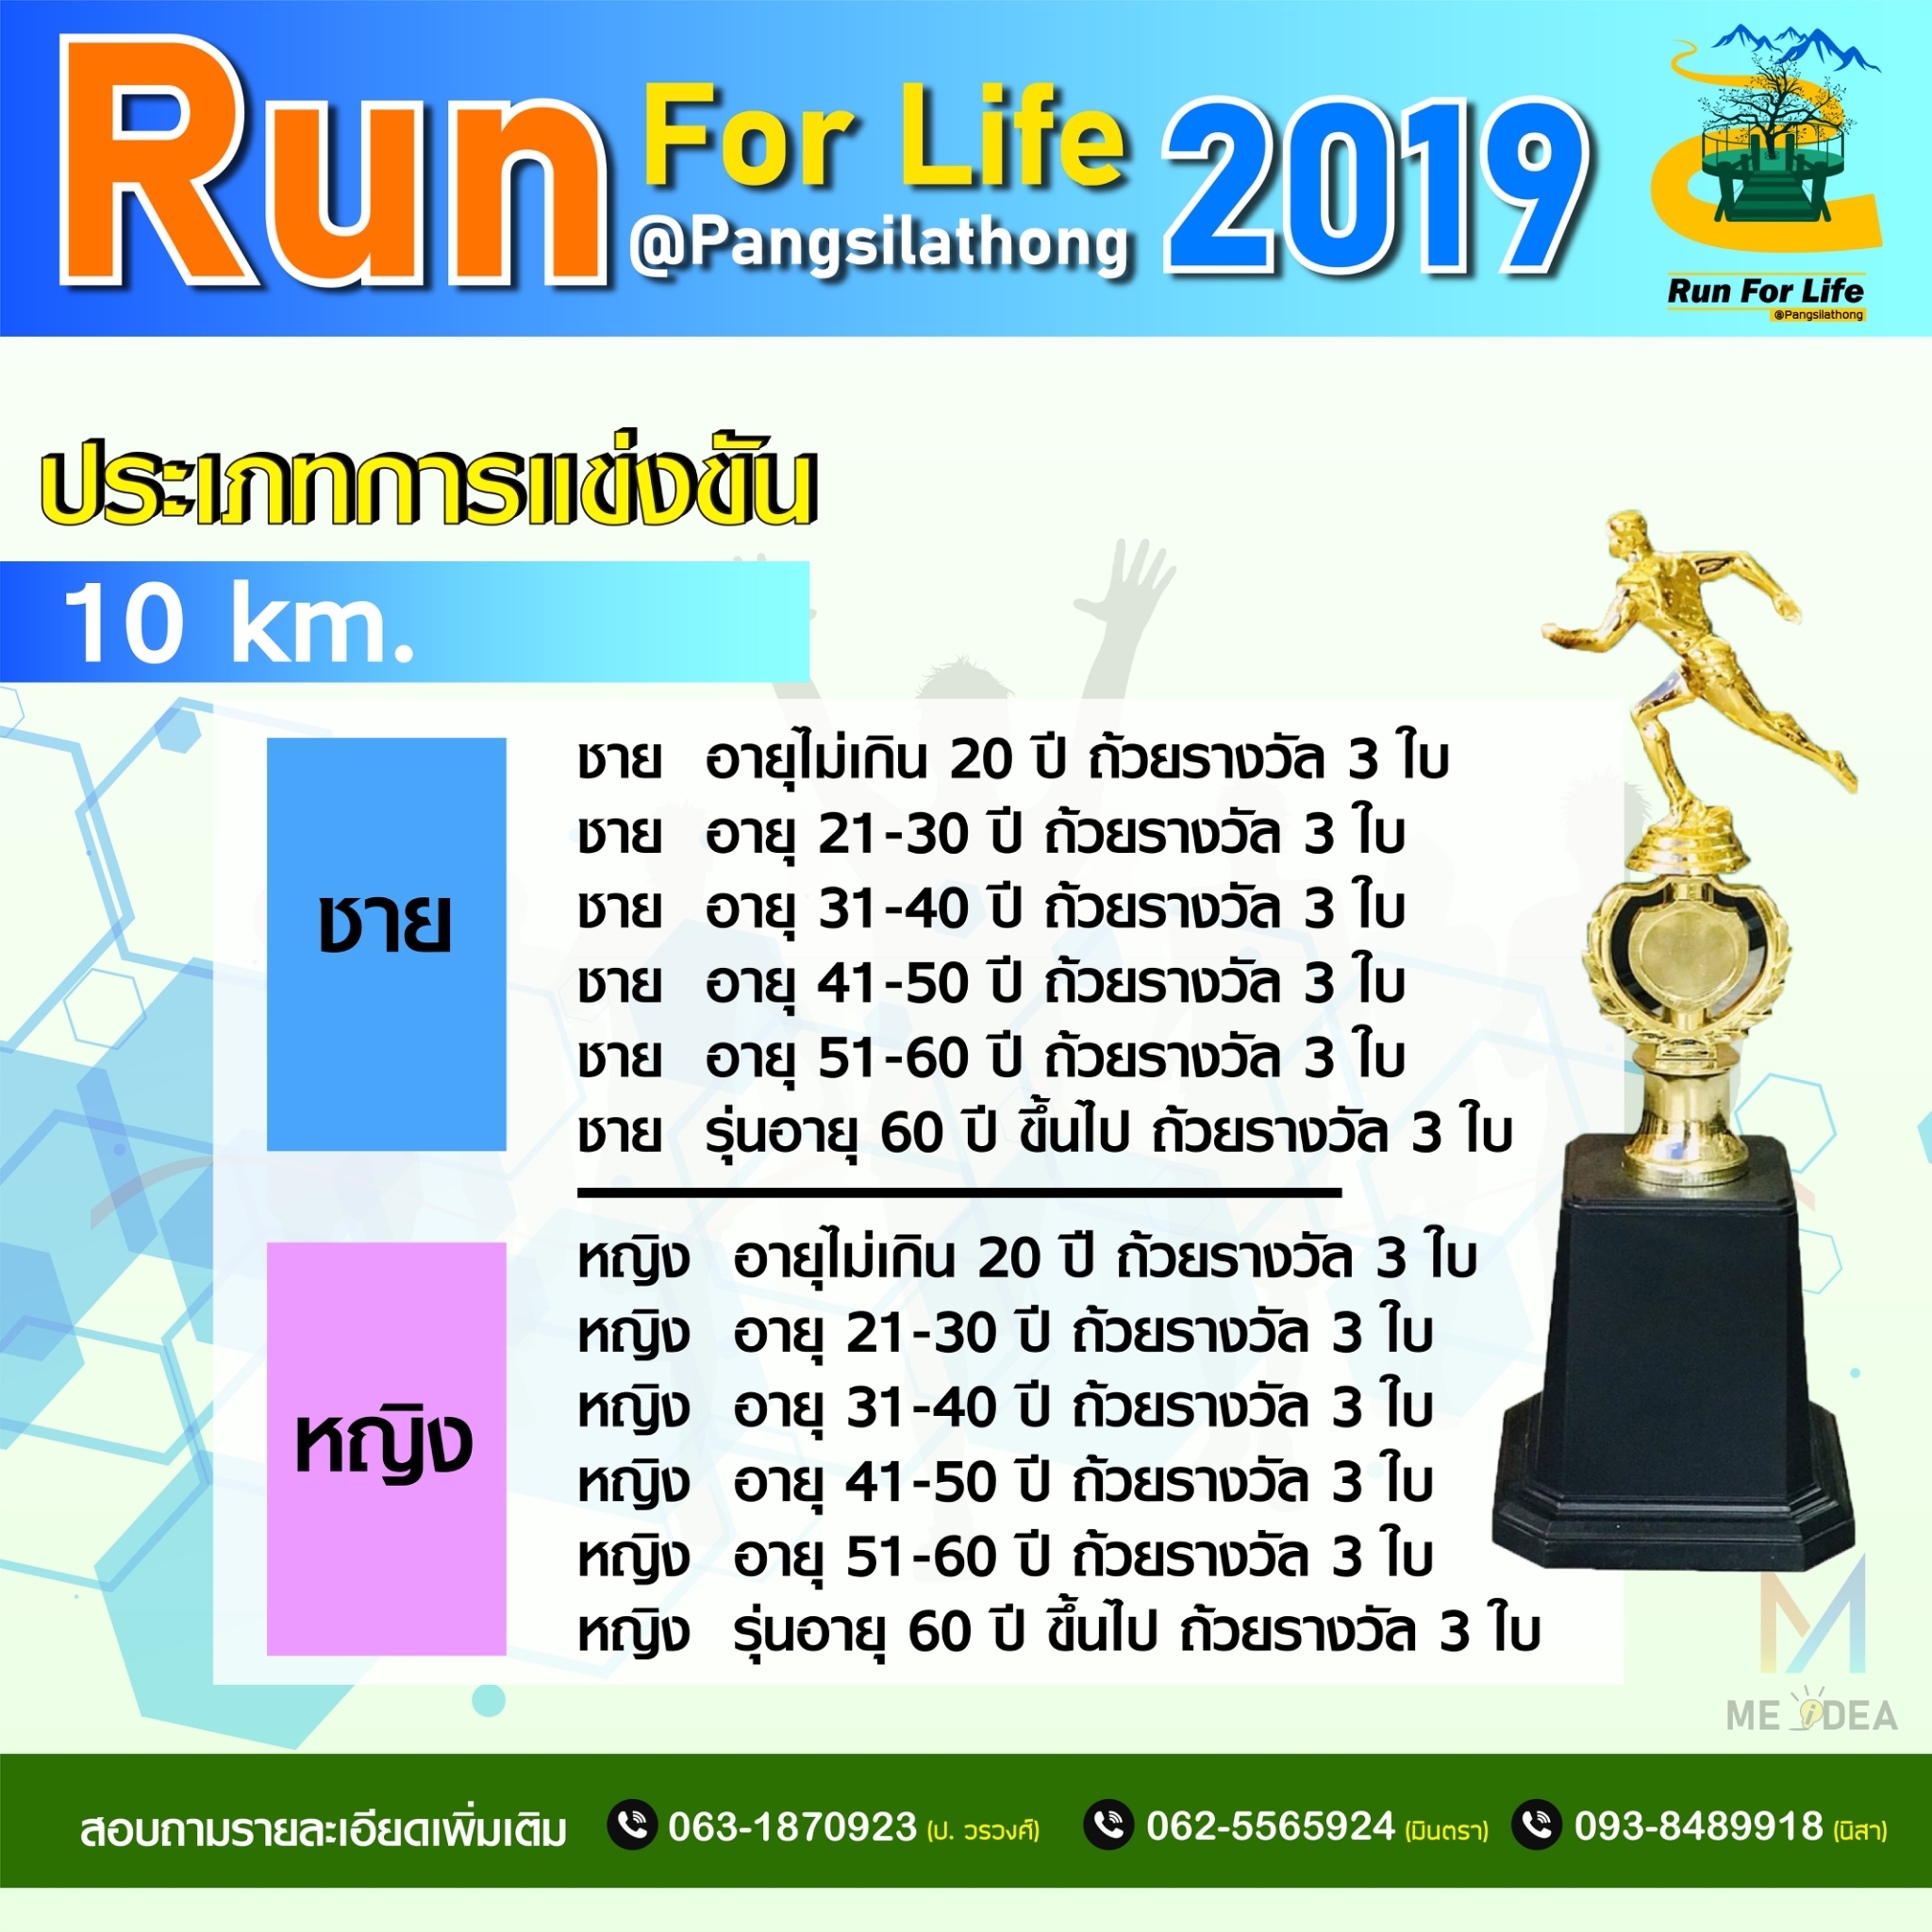 Run For Life 2019
@Pangsilathong
Run For Life
@Pangsilathong
ประเภทการแข่งขัน
10 km.
ชาย
ชาย อายุไม่เกิน 20 ปี ถ้วยรางวัล 3 ใบ
ชาย อายุ 21-30 ปี ถ้วยรางวัล 3 ใบ
ชาย อายุ 31-40 ปี ถ้วยรางวัล 3 ใบ
ชาย อายุ 41-50 ปี ถ้วยรางวัล 3 ใบ
ชาย อายุ 51-60 ปี ถ้วยรางวัล 3 ใบ
ชาย รุ่นอายุ 60 ปี ขึ้นไป ถ้วยรางวัล 3 ใบ
หญิง
หญิง อายุไม่เกิน 20 ปี ถ้วยรางวัล 3 ใบ
หญิง อายุ 21-30 ปี ถ้วยรางวัล 3 ใบ
หญิง อายุ 31-40 ปี ถ้วยรางวัล 3 ใบ
หญิง อายุ 41-50 ปี ถ้วยรางวัล 3 ใบ
หญิง อายุ 51-60 ปี ถ้วยรางวัล 3 ใบ
หญิง รุ่นอายุ 60 ปี ขึ้นไป ถ้วยรางวัล 3 ใบ
ME iDEA
สอบถามรายละเอียดเพิ่มเติม 063-1870923 (ป. วรวงศ์) 062-5565924 (มินตรา) 093-8489918 (นิสา)